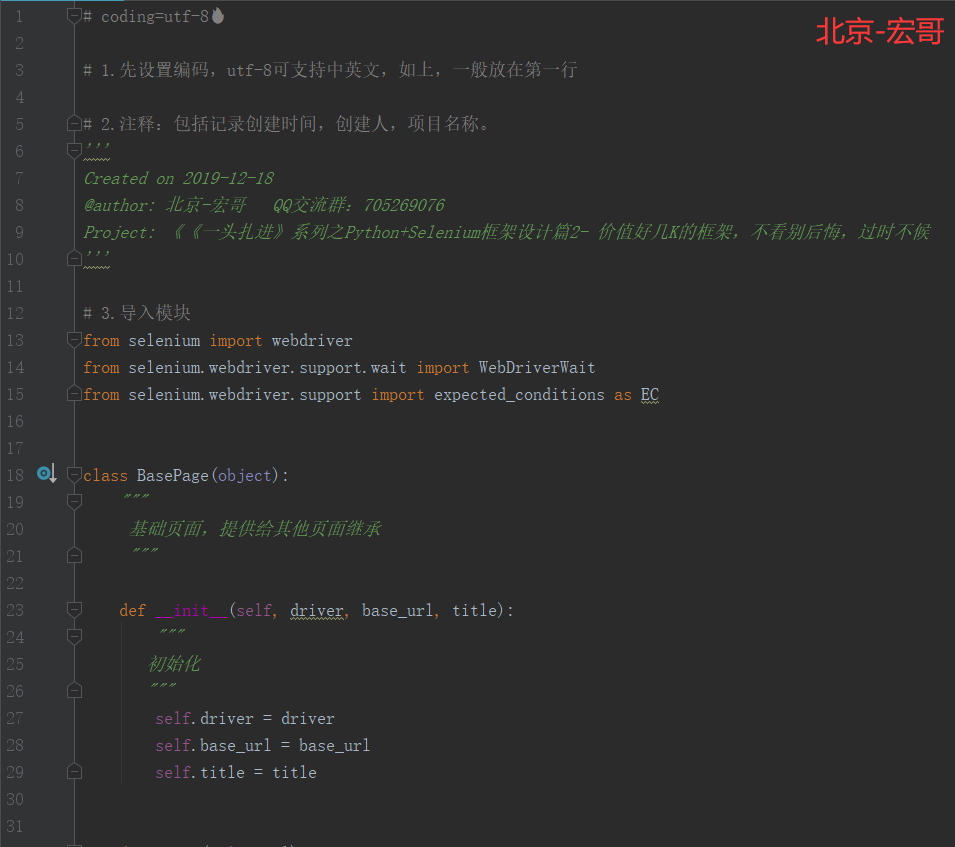 北京-宏哥
1 # coding=utf-8
2
3 # 1.先设置编码，utf-8可支持中英文，如上，一般放在第一行
4
5 # 2.注释：包括记录创建时间，创建人，项目名称。
6 '''
7 Created on 2019-12-18
8 @author: 北京-宏哥   QQ交流群：705269076
9 Project: 《《一头扎进》系列之Python+Selenium框架设计篇2- 价值好几K的框架，不看别后悔，过时不候
10 '''
11
12 # 3.导入模块
13 from selenium import webdriver
14 from selenium.webdriver.support.wait import WebDriverWait
15 from selenium.webdriver.support import expected_conditions as EC
16
17
18 class BasePage(object):
19     """
20     基础页面，提供给其他页面继承
21     """
22
23     def __init__(self, driver, base_url, title):
24         """
25        初始化
26        """
27         self.driver = driver
28         self.base_url = base_url
29         self.title = title
30
31